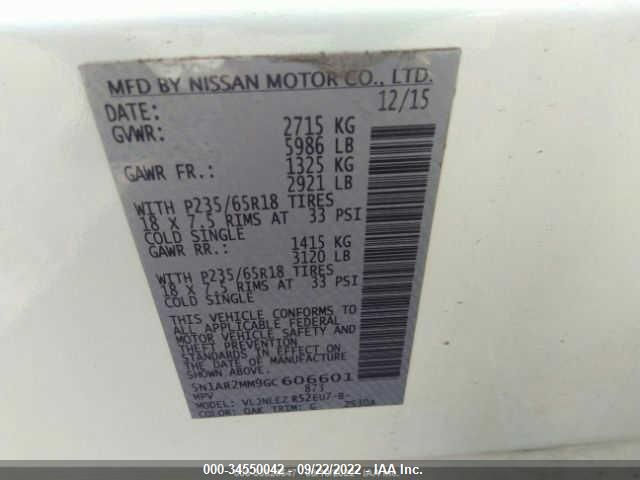 MFD BY NISSAN MOTOR CO., LTD.
DATE: 12/15
GVWR: 2715 KG
5986 LB
GAWR FR.: 1325 KG
2921 LB
WITH P235/65R18 TIRES
18 X 7.5 RIMS AT 33 PSI
COLD SINGLE
GAWR RR.: 1415 KG
3120 LB
WITH P235/65R18 TIRES
18 X 7.5 RIMS AT 33 PSI
COLD SINGLE
THIS VEHICLE CONFORMS TO
ALL APPLICABLE FEDERAL
MOTOR VEHICLE SAFETY AND
THEFT PREVENTION
STANDARDS IN EFFECT ON
THE DATE OF MANUFACTURE
SHOWN ABOVE.
5N1AR2MM9GC606601
MPV
MODEL: R52EU7-B-
COLOR: QAK TRIM: G
000-34550042 - 09/22/2022 - IAA Inc.